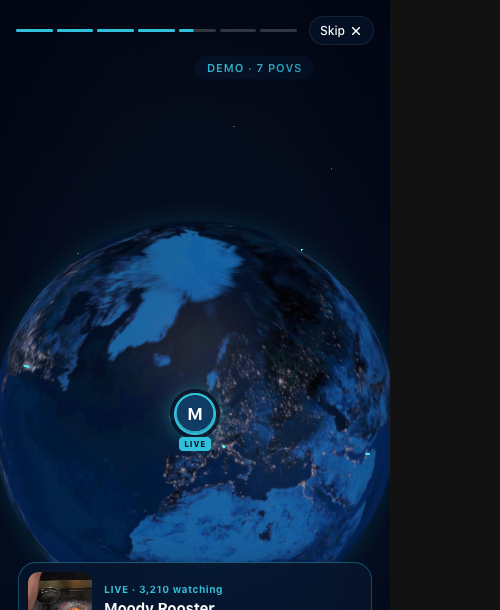 Skip ✕
DEMO · 7 POVS
M
LIVE
LIVE · 3,210 watching
Moody Rooster